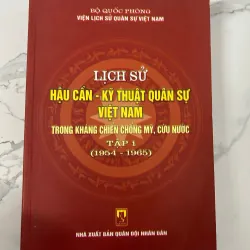 BỘ QUỐC PHÒNG
VIỆN LỊCH SỬ QUÂN SỰ VIỆT NAM
LỊCH SỬ
HẬU CẦN - KỸ THUẬT QUÂN SỰ
VIỆT NAM
TRONG KHÁNG CHIẾN CHỐNG MỸ, CỨU NƯỚC
TẬP 1
(1954 - 1965)
NHÀ XUẤT BẢN QUÂN ĐỘI NHÂN DÂN